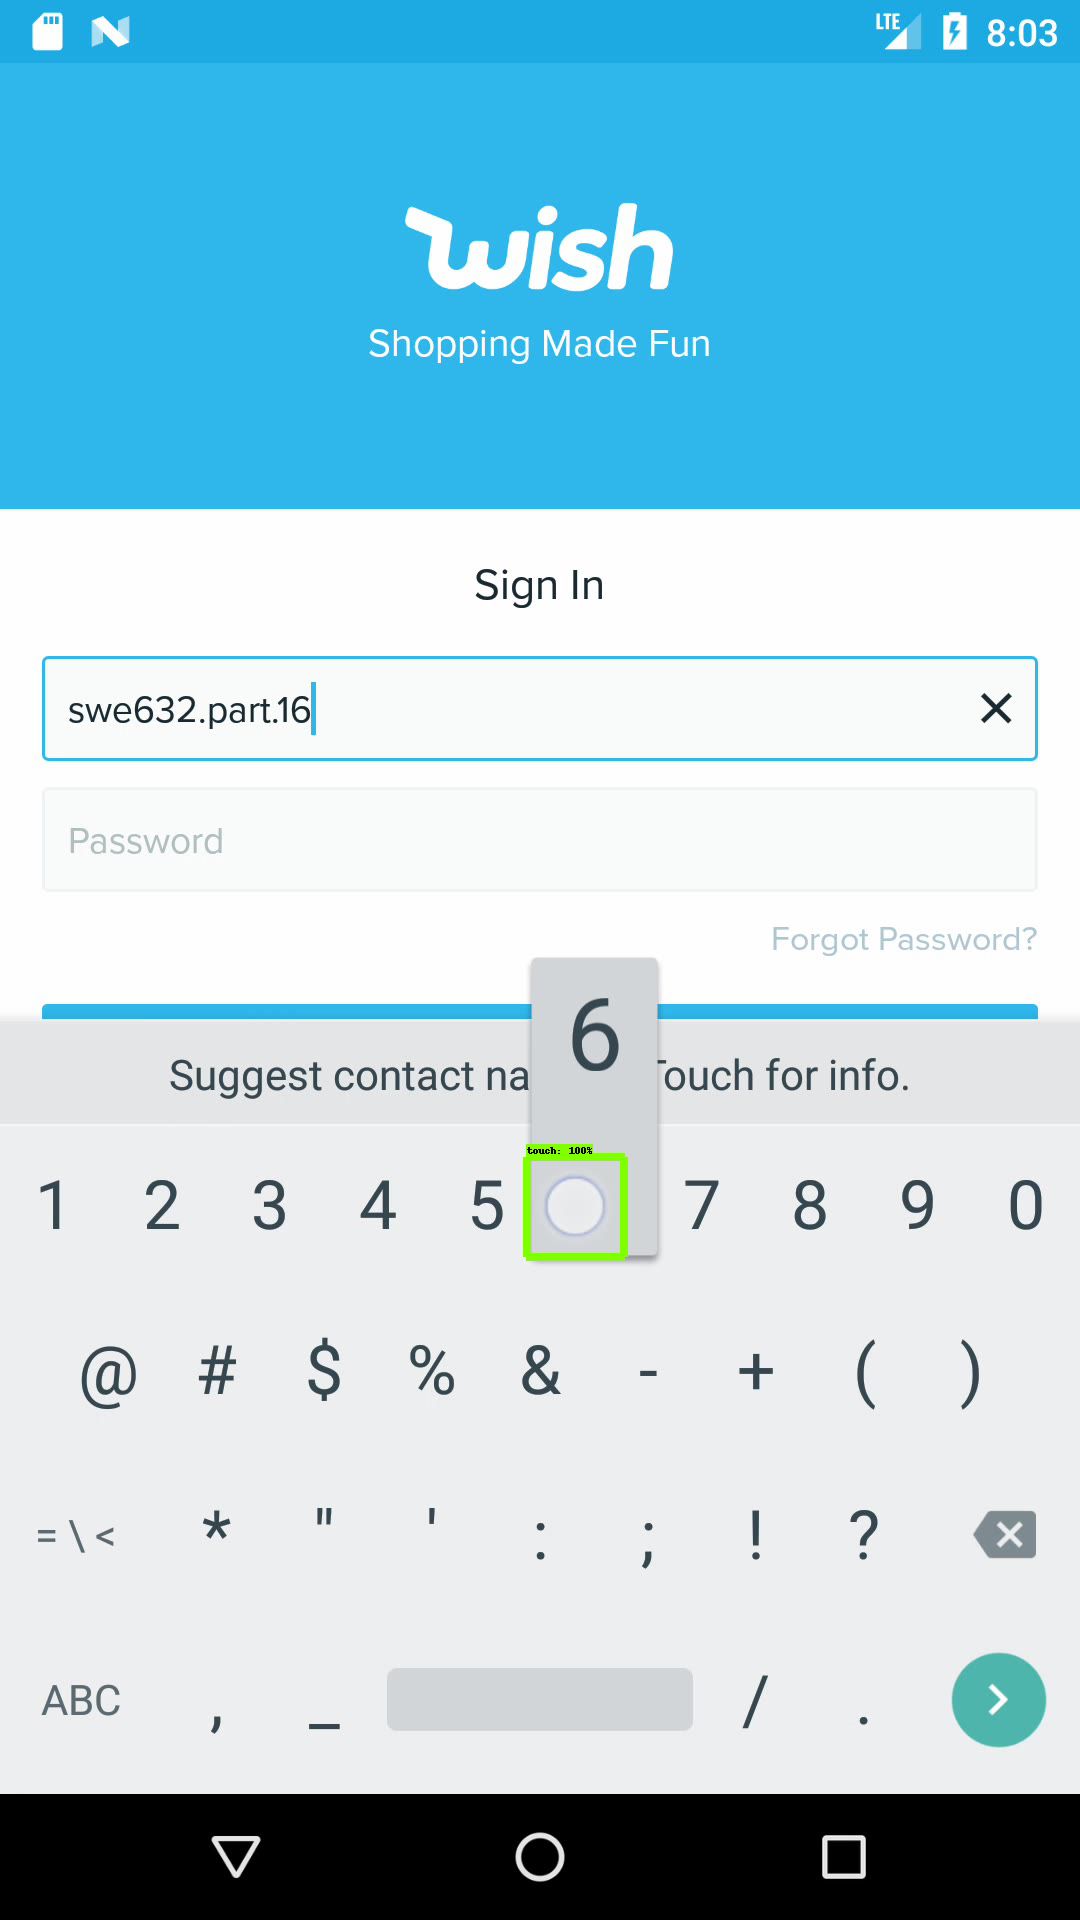 LTE 8:03
wish
Shopping Made Fun
Sign In
swe632.part.16
Password
Forgot Password?
6
Suggest contact na Touch for info.
touch: 100%
1 2 3 4 5 7 8 9 0
@ # $ % & - + ( )
= \ < * " ' : ; ! ?
ABC , _ / .